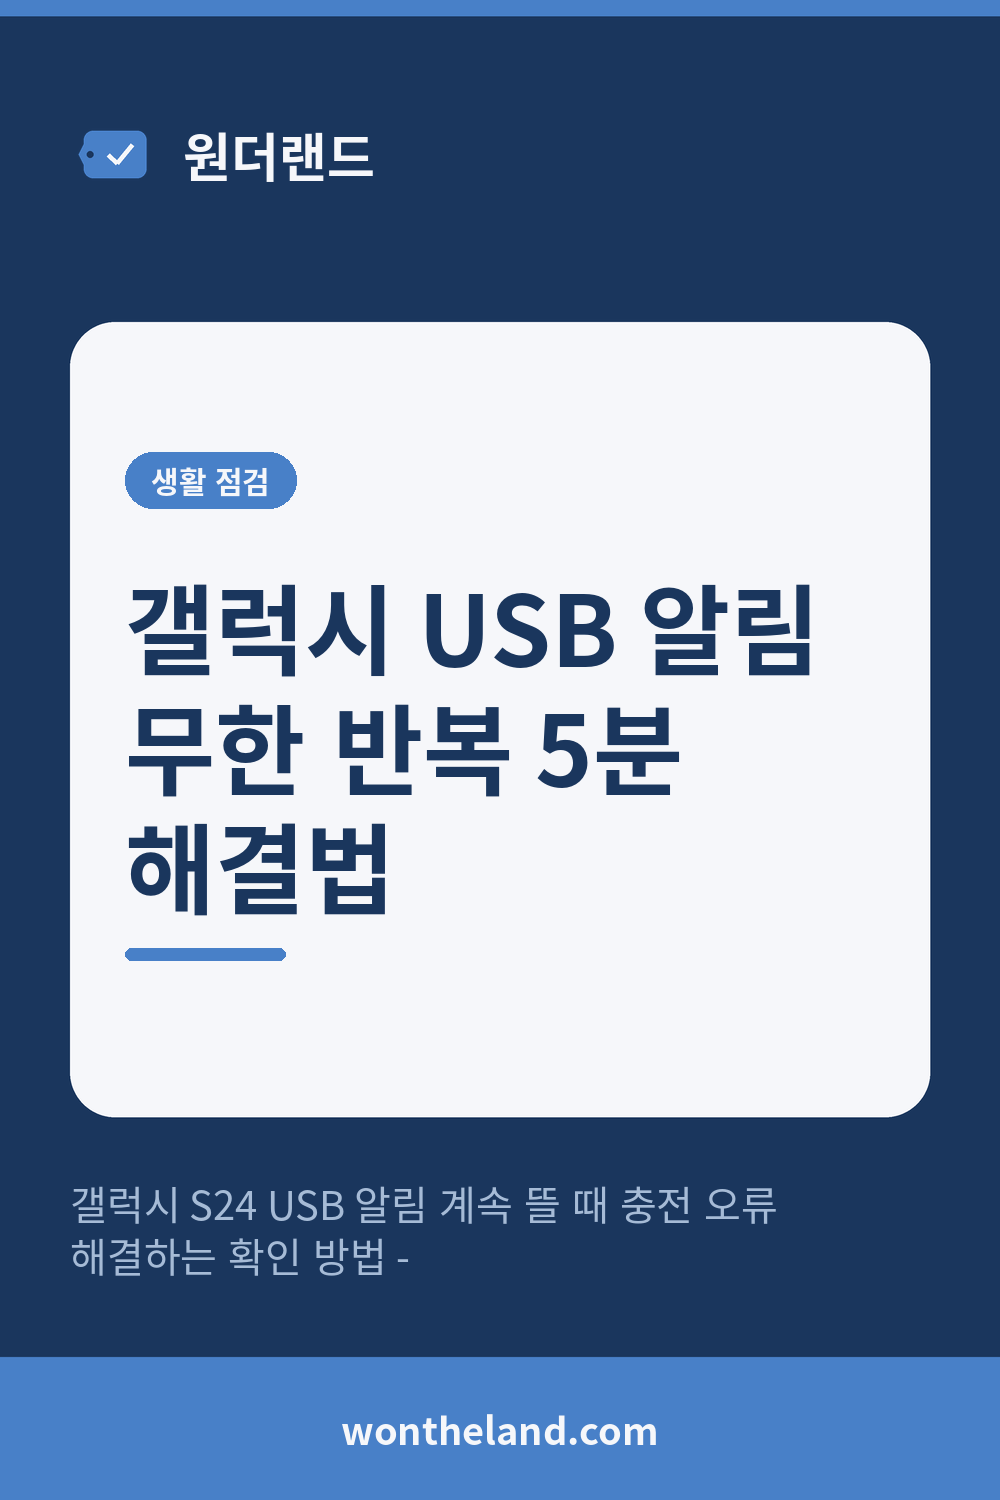 원더랜드
생활 점검
갤럭시 USB 알림
무한 반복 5분
해결법
갤럭시 S24 USB 알림 계속 뜰 때 충전 오류
해결하는 확인 방법 -
wontheland.com